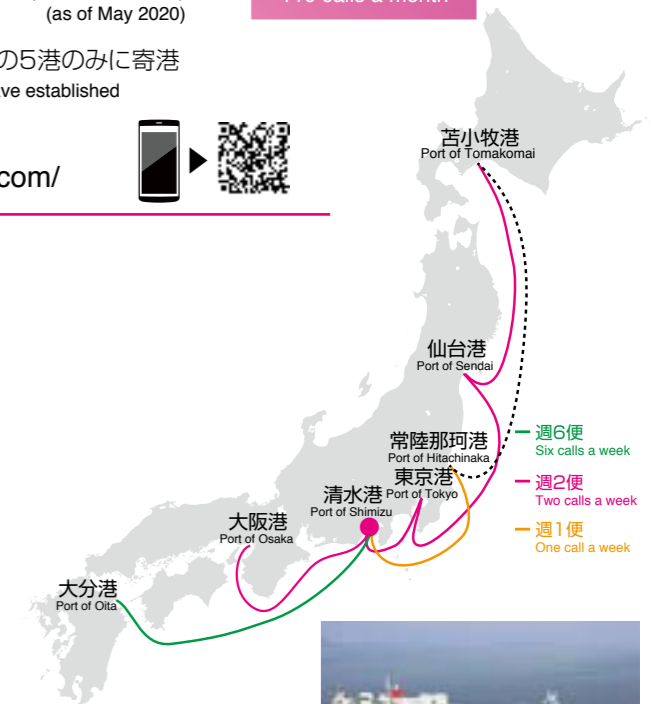 (as of May 2020)
の5港のみに寄港
ve established
com/
calls a month
苫小牧港
Port of Tomakomai
仙台港
Port of Sendai
常陸那珂港
Port of Hitachinaka
東京港
Port of Tokyo
清水港
Port of Shimizu
大阪港
Port of Osaka
大分港
Port of Oita
週6便
Six calls a week
週2便
Two calls a week
週1便
One call a week